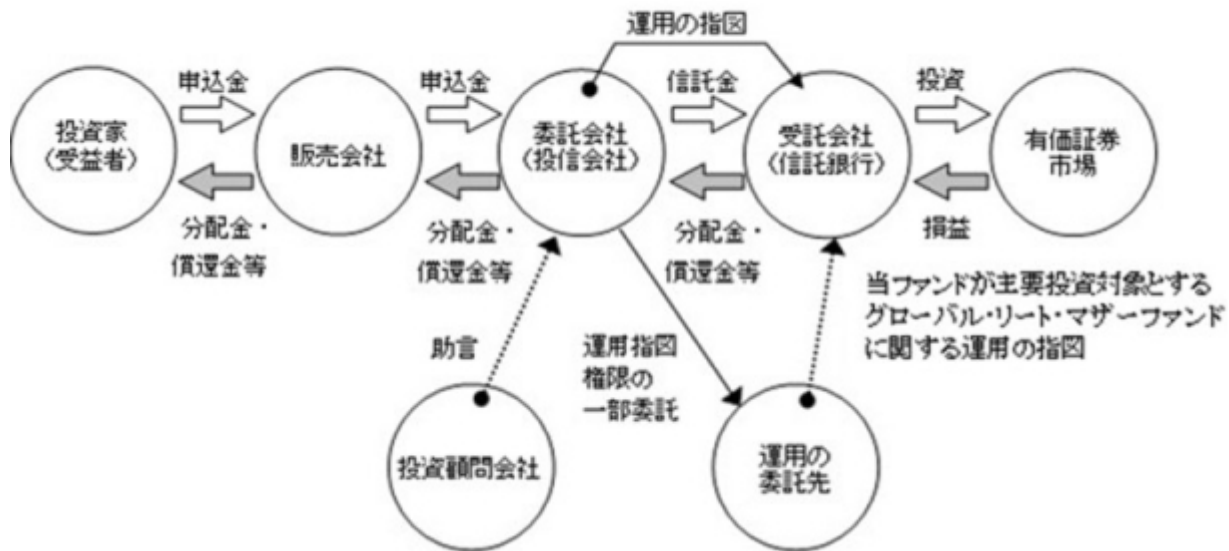 運用の指図
申込金
申込金
信託金
投資
投資家
〈受益者〉
販売会社
委託会社
〈投信会社〉
受託会社
〈信託銀行〉
有価証券
市場
分配金・
償還金等
分配金・
償還金等
分配金・
償還金等
損益
助言
運用指図
権限の
一部委託
当ファンドが主要投資対象とする
グローバル・リート・マザーファンド
に関する運用の指図
投資顧問会社
運用の
委託先